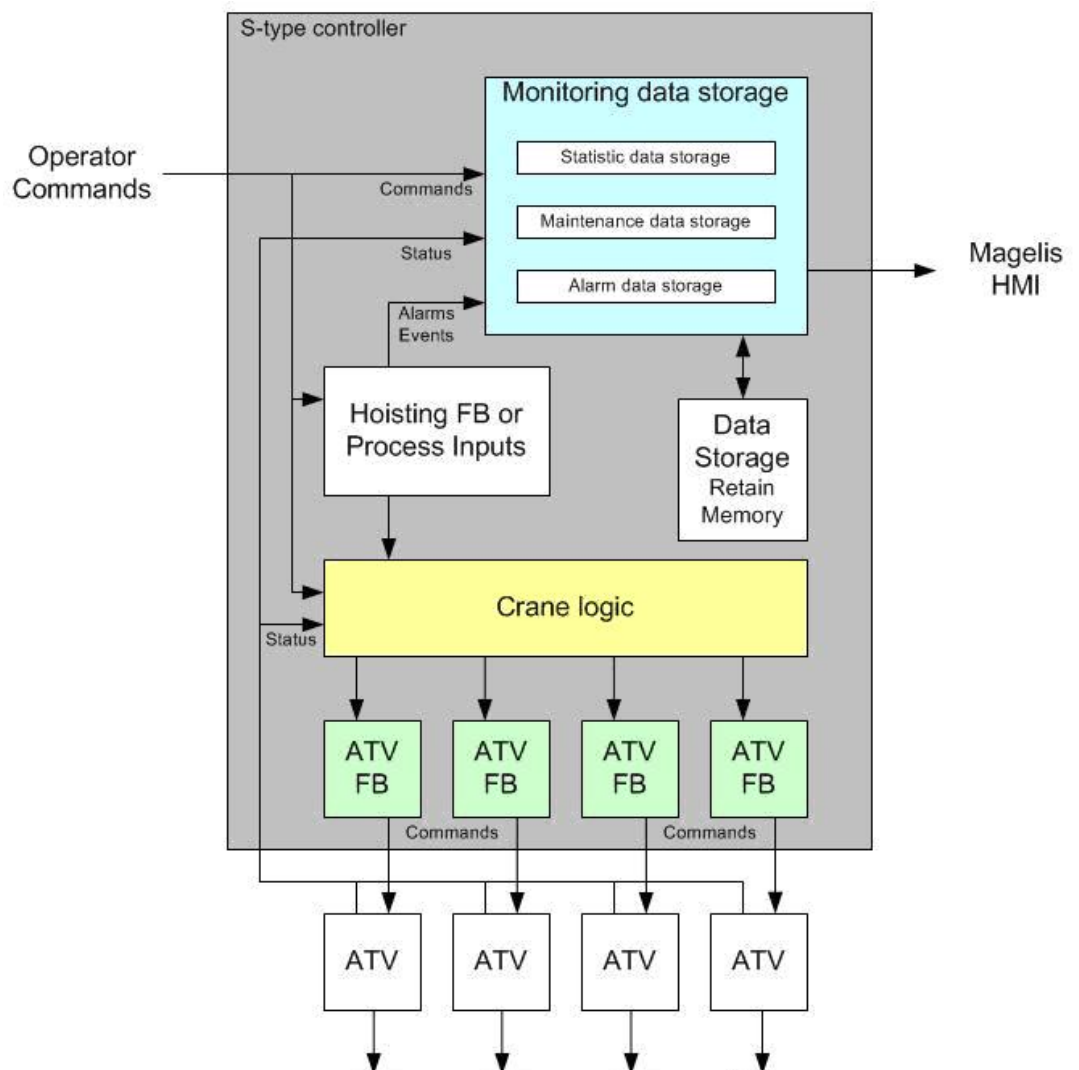 S-type controller
Monitoring data storage
Statistic data storage
Operator
Commands
Commands
Maintenance data storage
Status
Magelis
HMI
Alarm data storage
Alarms
Events
Hoisting FB or
Process Inputs
Data
Storage
Retain
Memory
Crane logic
Status
ATV
FB
ATV
FB
ATV
FB
ATV
FB
Commands
Commands
ATV
ATV
ATV
ATV